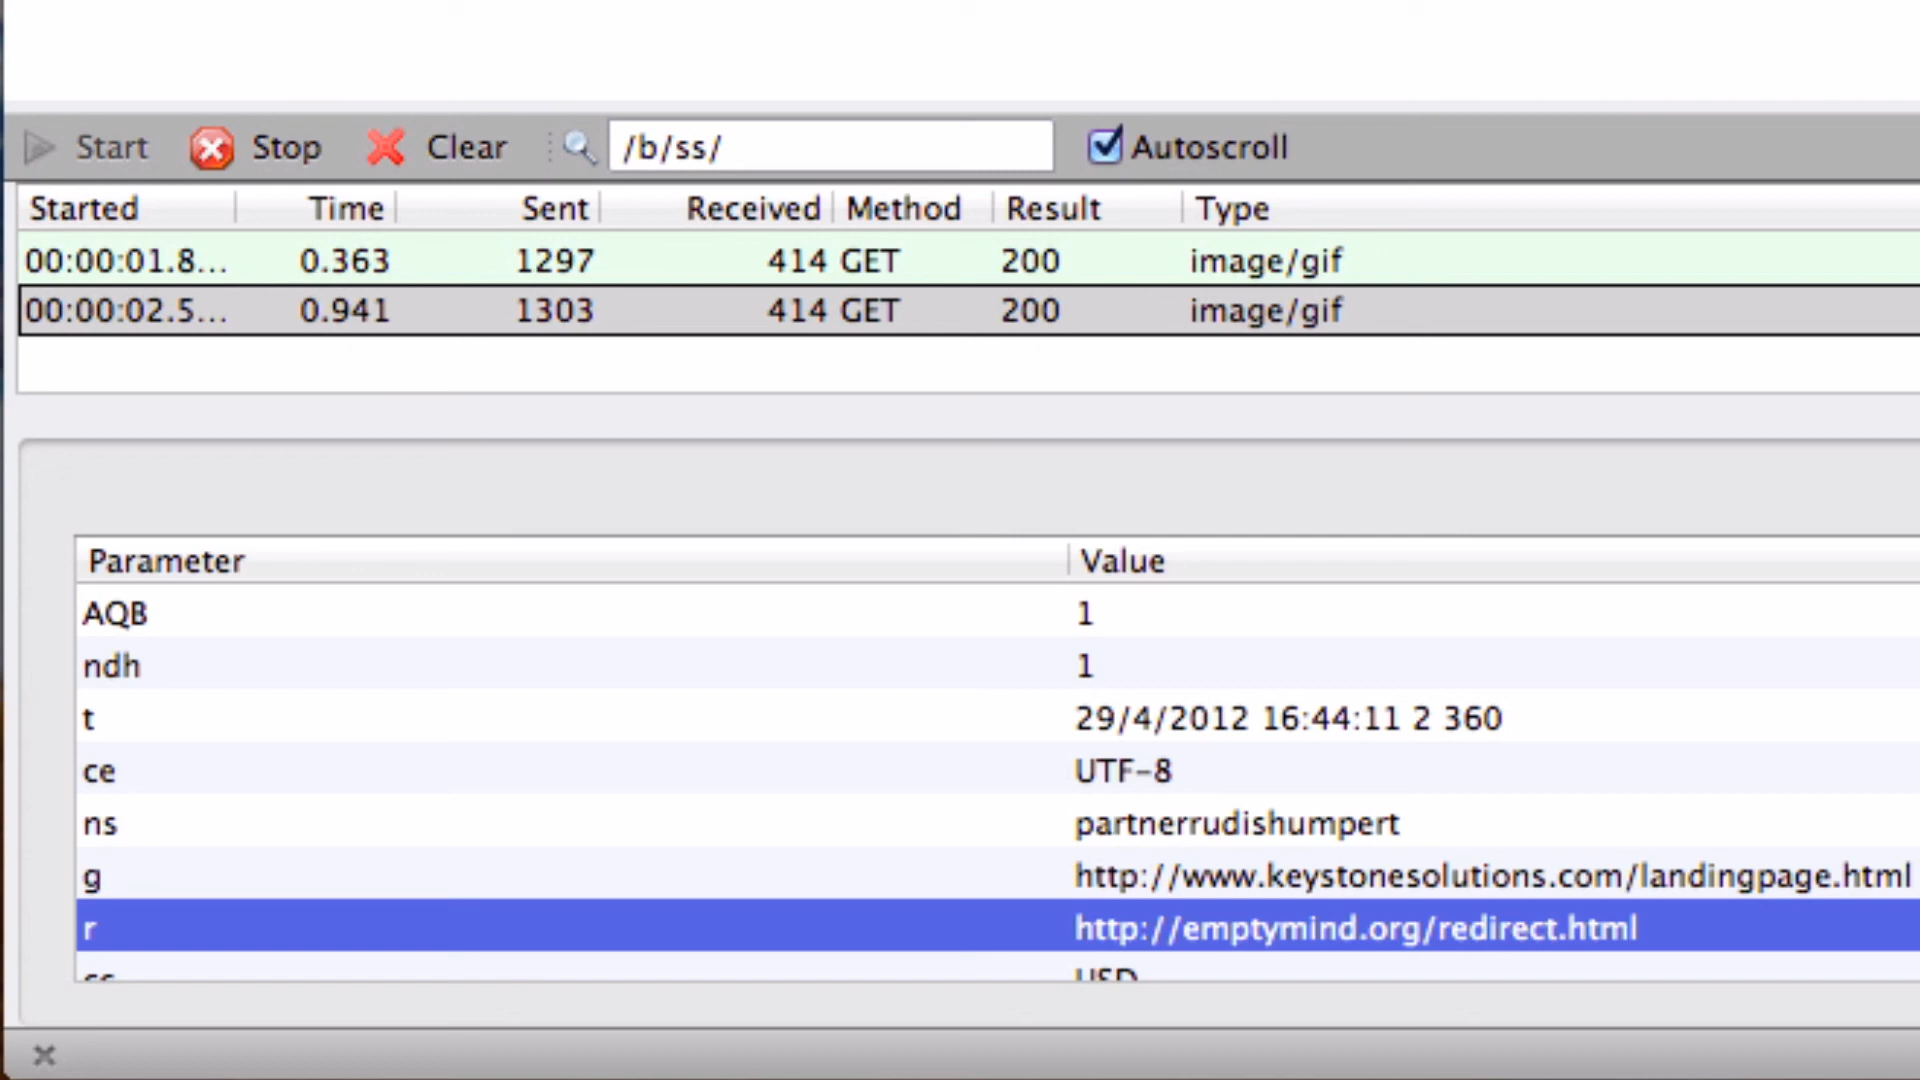 Start Stop Clear /b/ss/ Autoscroll
Started Time Sent Received Method Result Type
00:00:01.8... 0.363 1297 414 GET 200 image/gif
00:00:02.5... 0.941 1303 414 GET 200 image/gif
Parameter Value
AQB 1
ndh 1
t 29/4/2012 16:44:11 2 360
ce UTF-8
ns partnerrudishumpert
g http://www.keystonesolutions.com/landingpage.html
r http://emptymind.org/redirect.html
cc USD